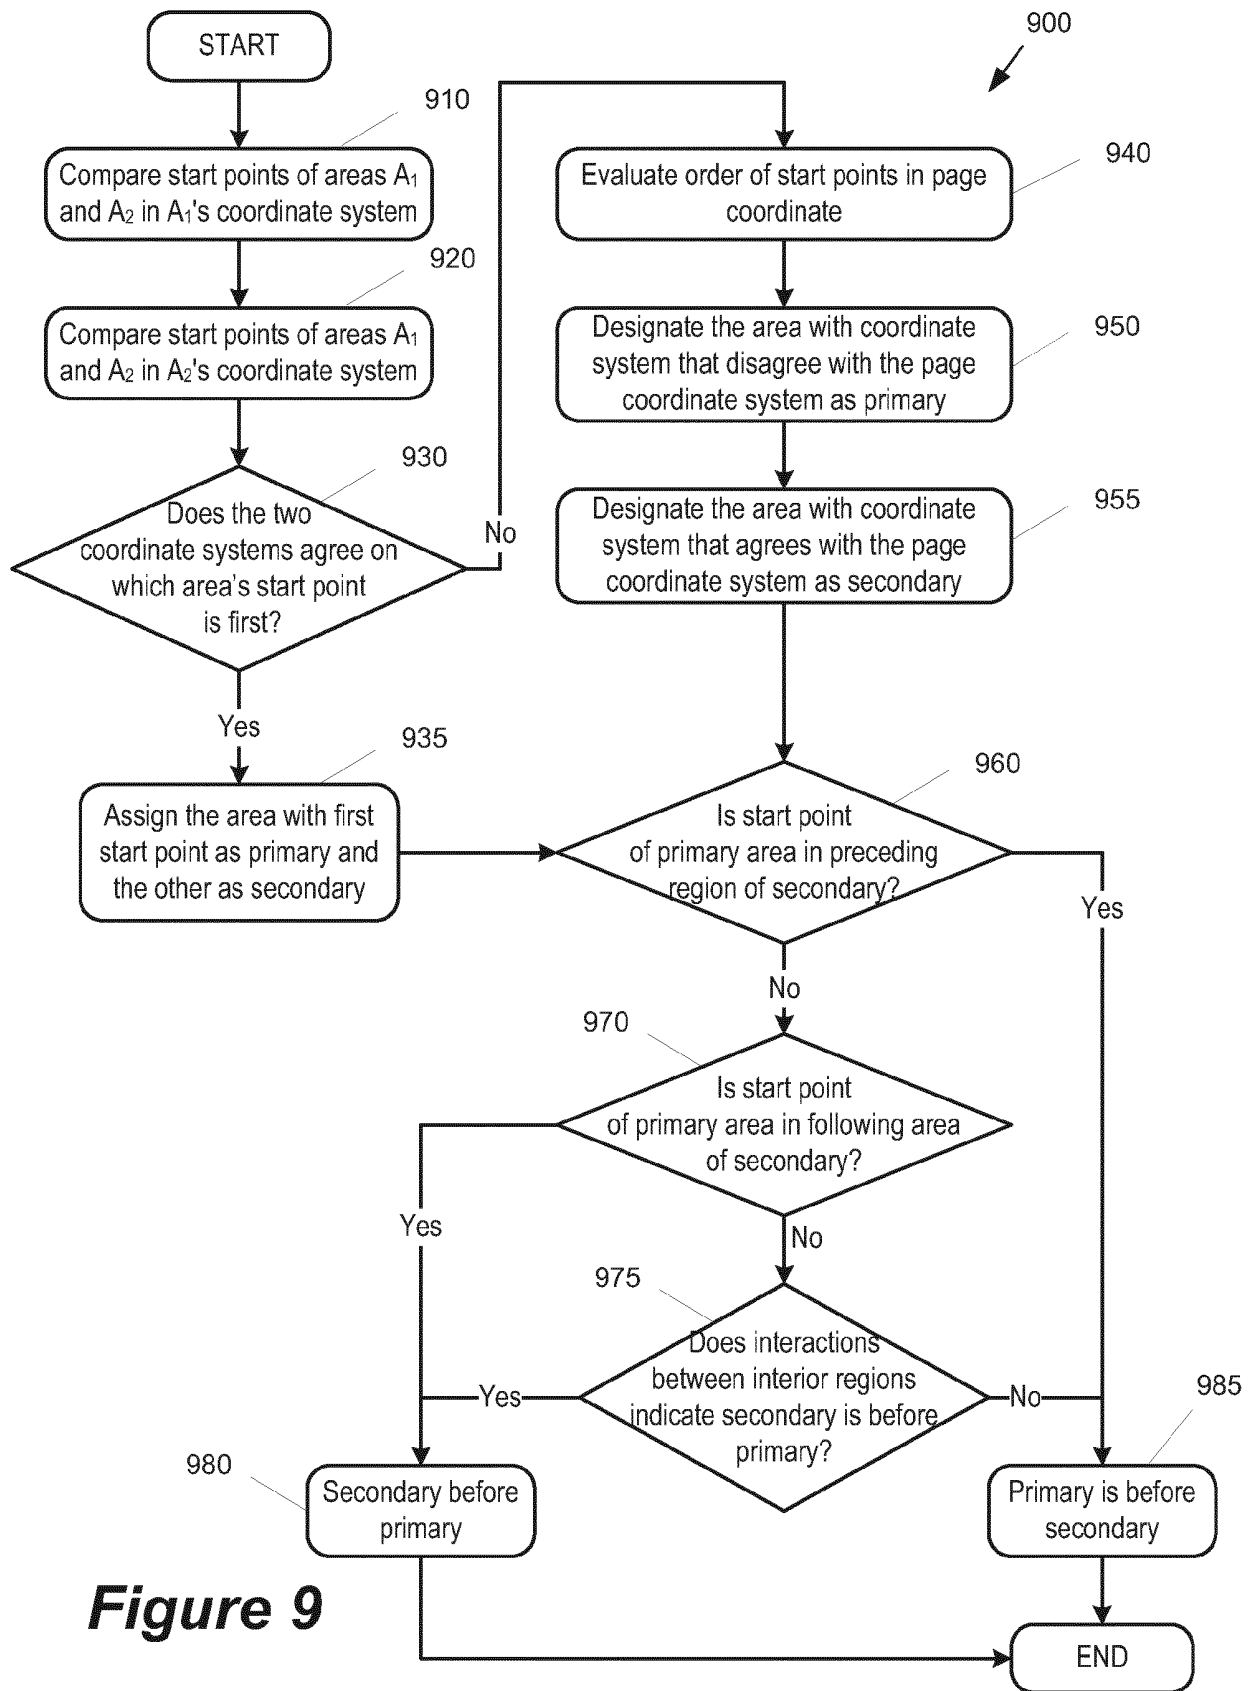 START
900
910
Compare start points of areas A1
and A2 in A1's coordinate system
920
Compare start points of areas A1
and A2 in A2's coordinate system
930
Does the two
coordinate systems agree on
which area's start point
is first?
No
Yes
935
Assign the area with first
start point as primary and
the other as secondary
940
Evaluate order of start points in page
coordinate
950
Designate the area with coordinate
system that disagree with the page
coordinate system as primary
955
Designate the area with coordinate
system that agrees with the page
coordinate system as secondary
960
Is start point
of primary area in preceding
region of secondary?
Yes
No
970
Is start point
of primary area in following area
of secondary?
Yes
No
975
Does interactions
between interior regions
indicate secondary is before
primary?
Yes
No
980
Secondary before
primary
985
Primary is before
secondary
END
Figure 9